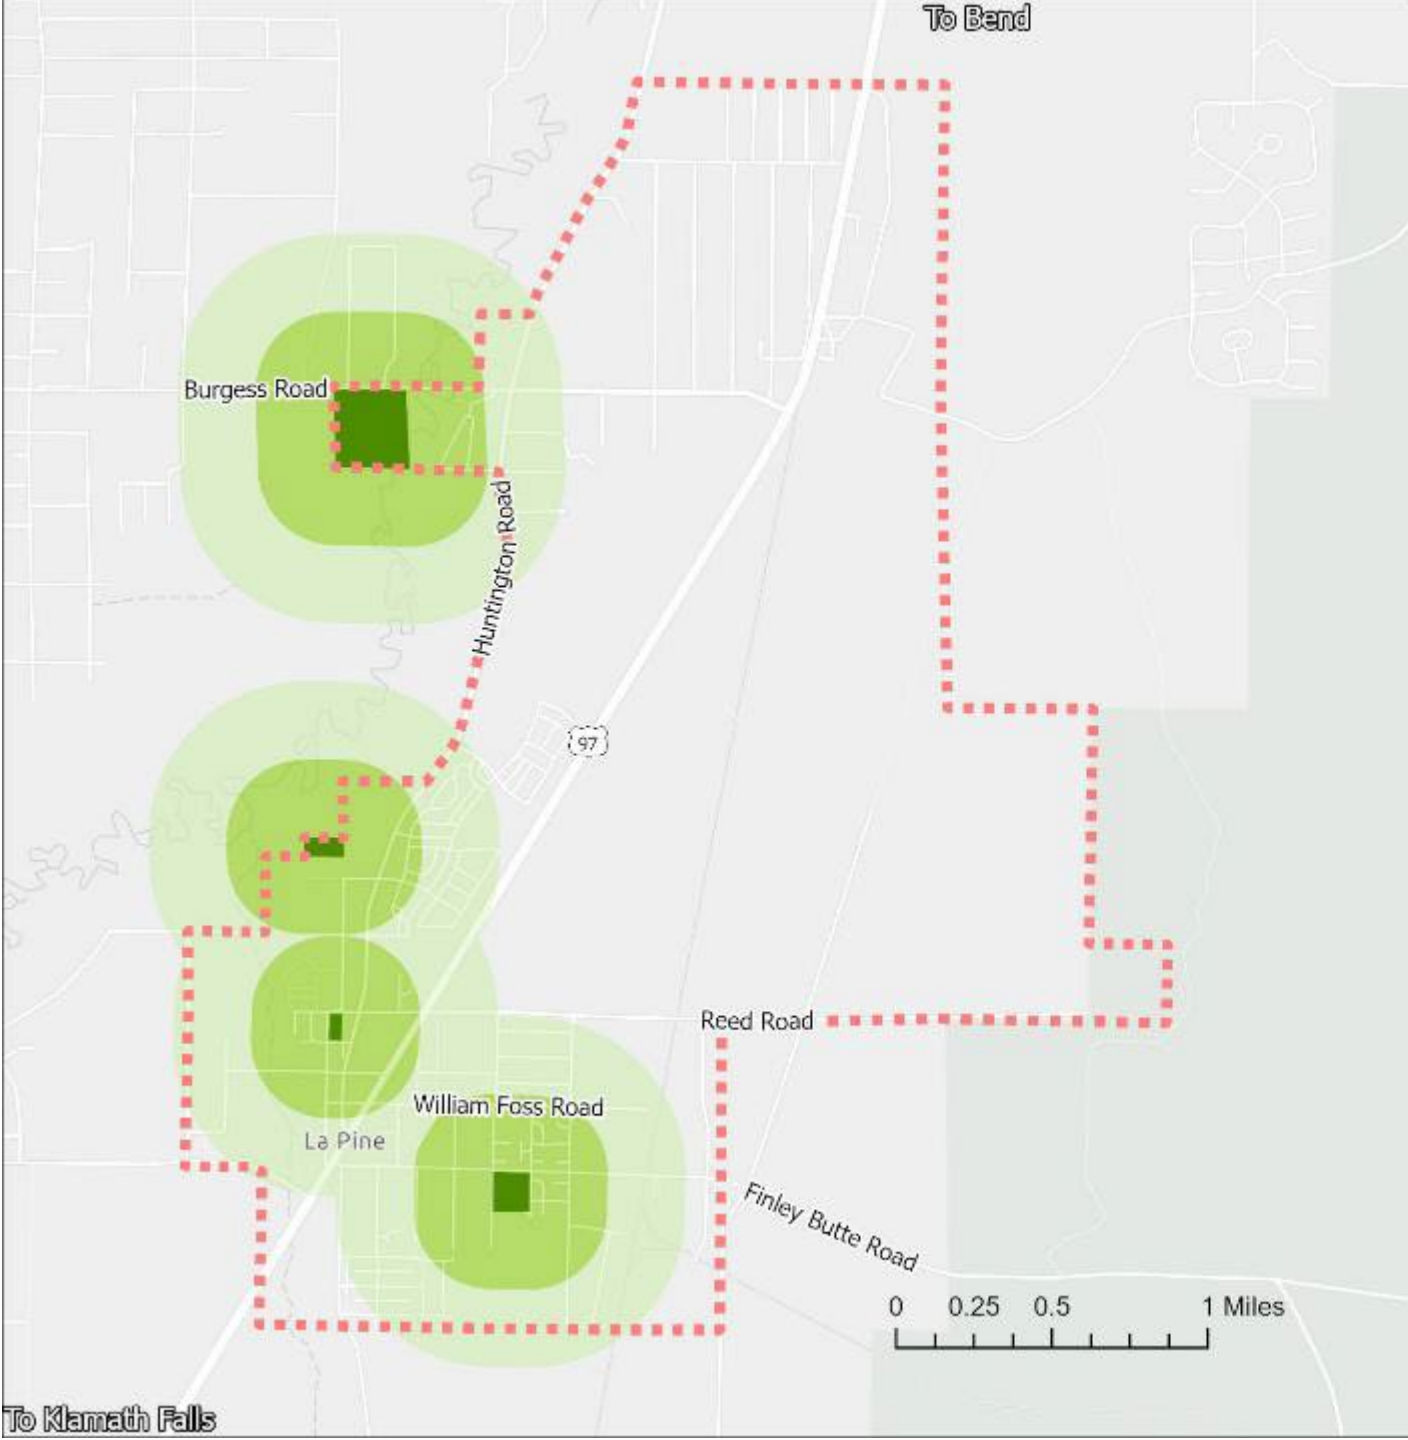 To Bend
Burgess Road
Huntington Road
97
Reed Road
William Foss Road
La Pine
Finley Butte Road
0 0.25 0.5 1 Miles
To Klamath Falls